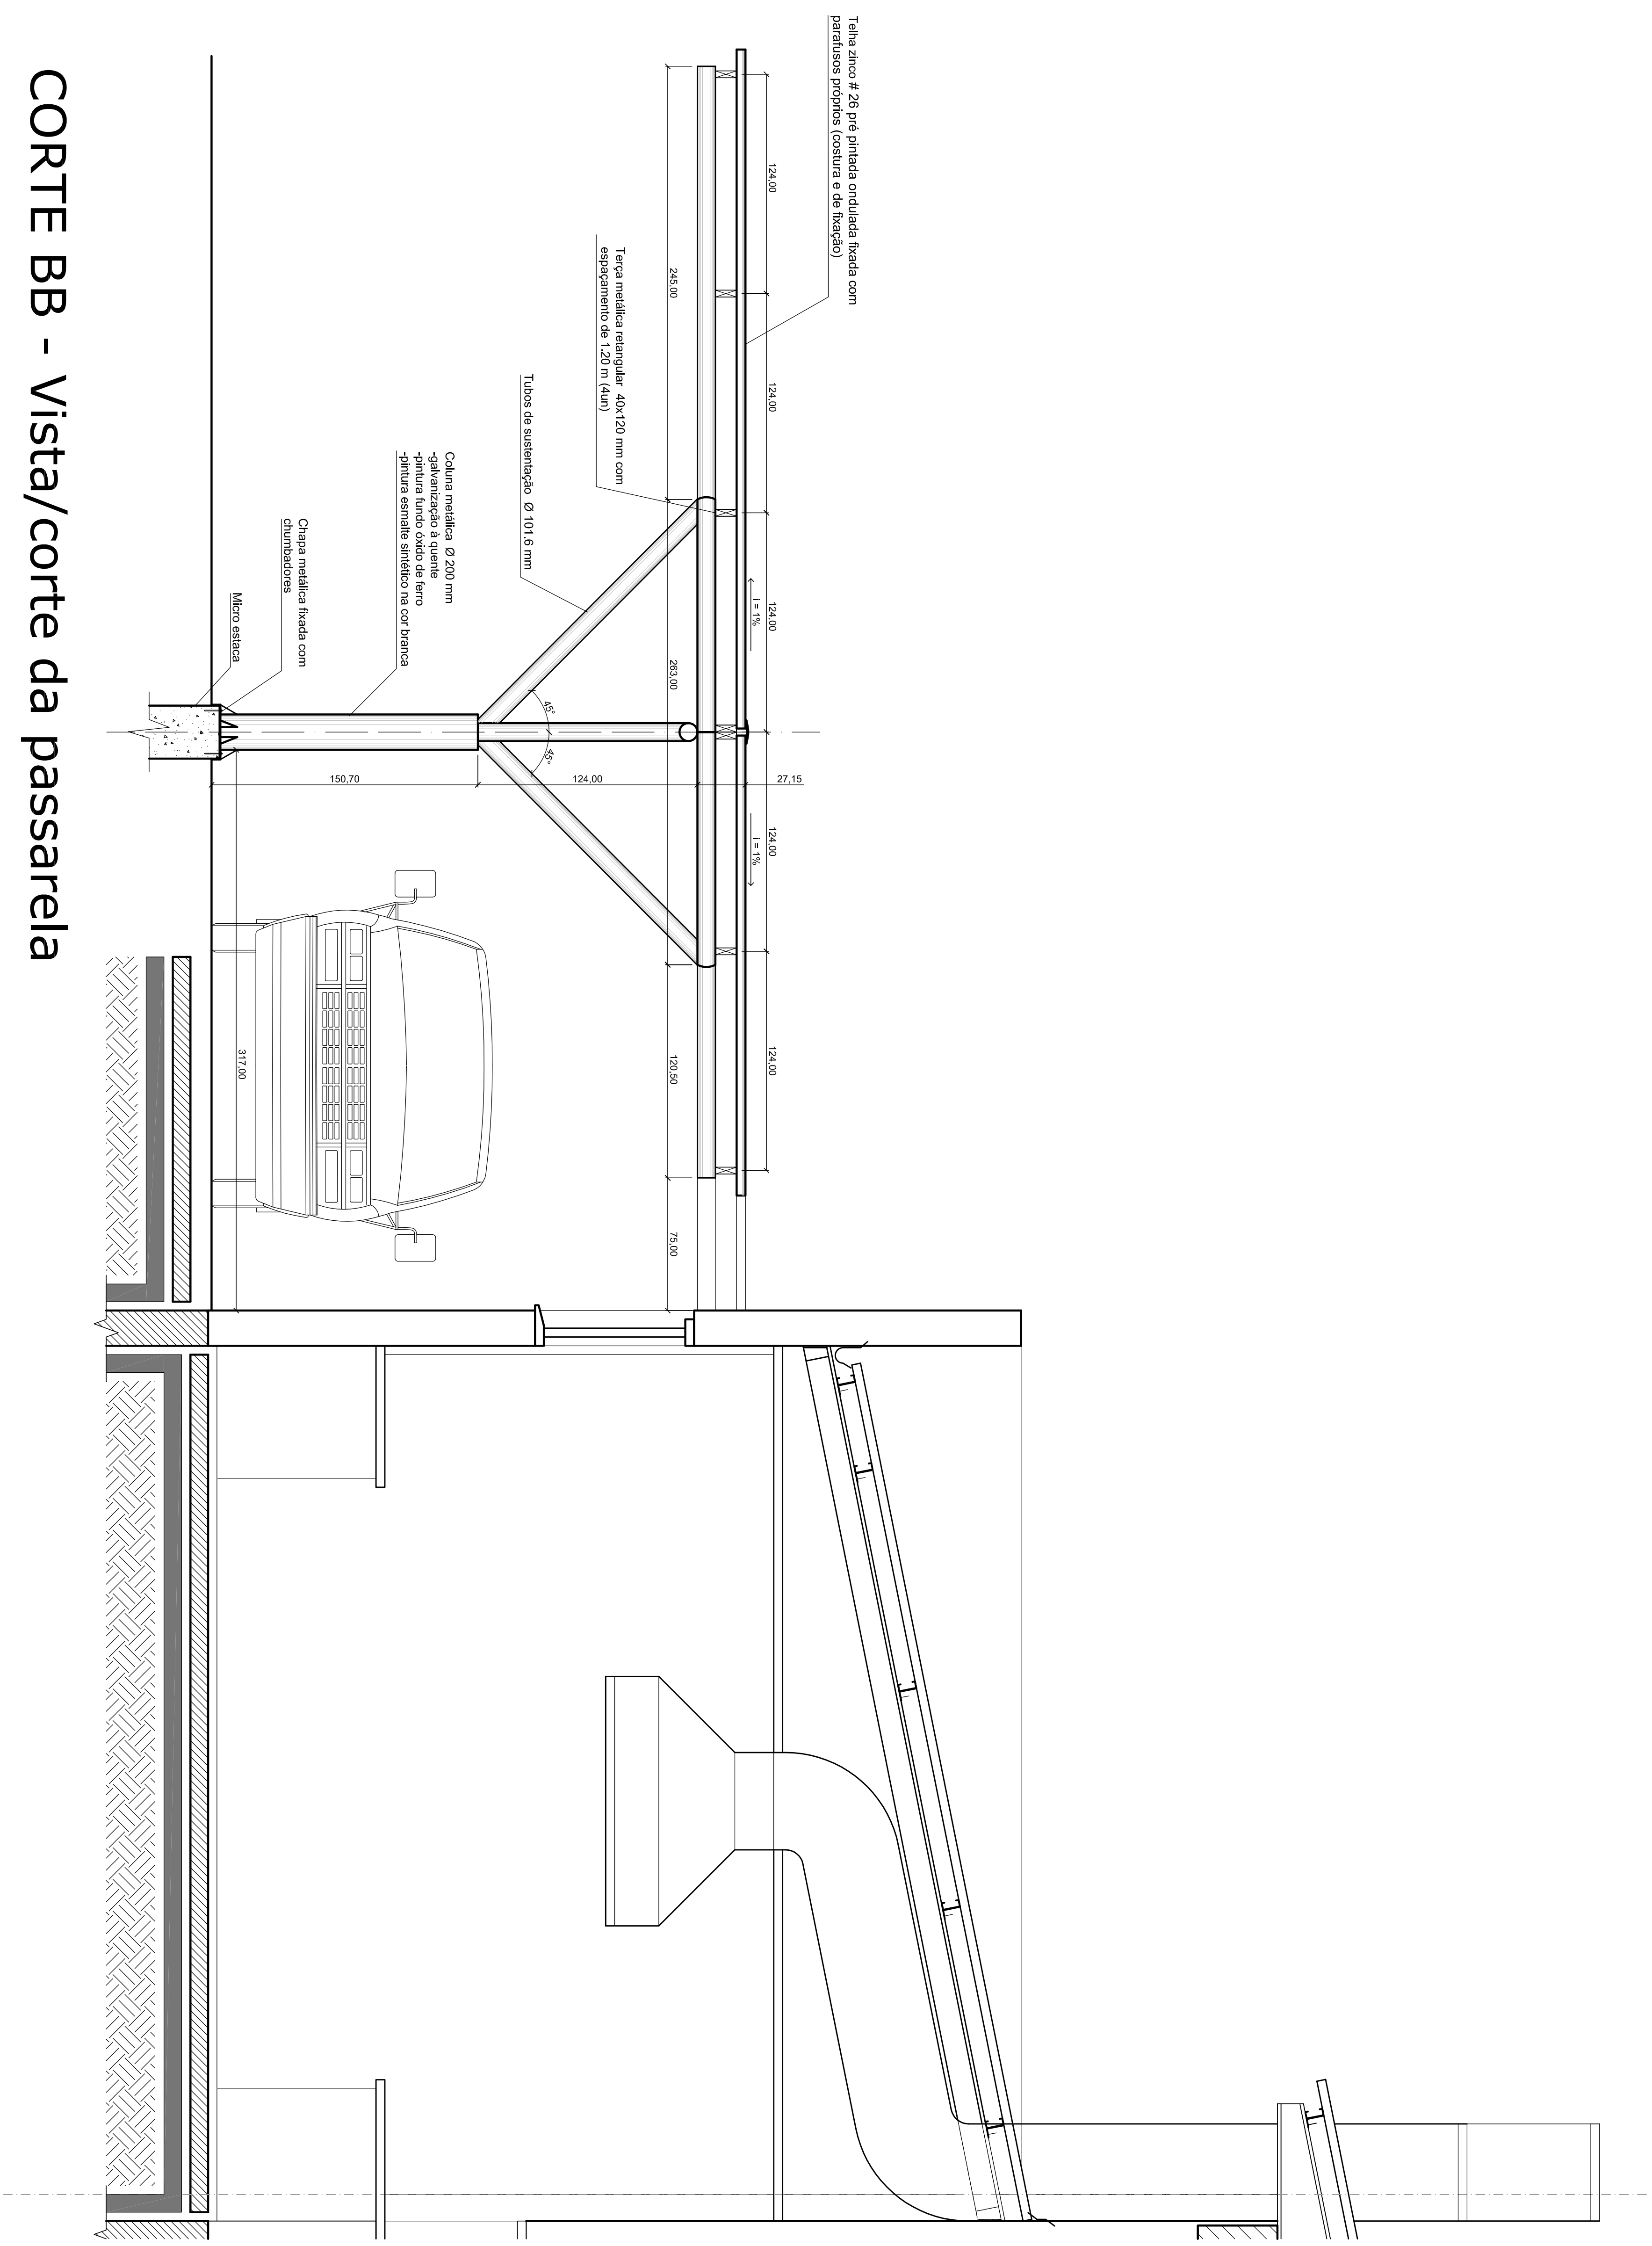 Telha zinco # 26 pré pintada ondulada fixada com
parafusos próprios (costura e de fixação)
124,00
124,00
124,00
124,00
124,00
i = 1%
i = 1%
27,15
Terça metálica retangular 40x120 mm com
espaçamento de 1.20 m (4un)
245,00
263,00
120,50
75,00
124,00
Tubos de sustentação Ø 101.6 mm
45°
45°
Coluna metálica Ø 200 mm
-galvanização à quente
-pintura fundo óxido de ferro
-pintura esmalte sintético na cor branca
150,70
Chapa metálica fixada com
chumbadores
Micro estaca
317,00
CORTE BB - Vista/corte da passarela